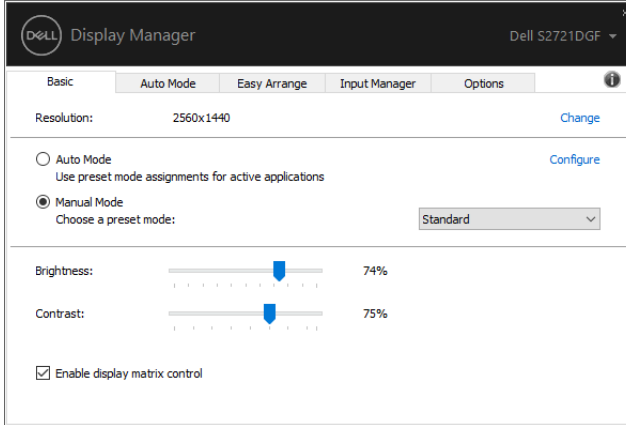 DELL Display Manager Dell S2721DGF
Basic Auto Mode Easy Arrange Input Manager Options
Resolution: 2560x1440 Change
Auto Mode Configure
Use preset mode assignments for active applications
Manual Mode
Choose a preset mode: Standard
Brightness: 74%
Contrast: 75%
Enable display matrix control